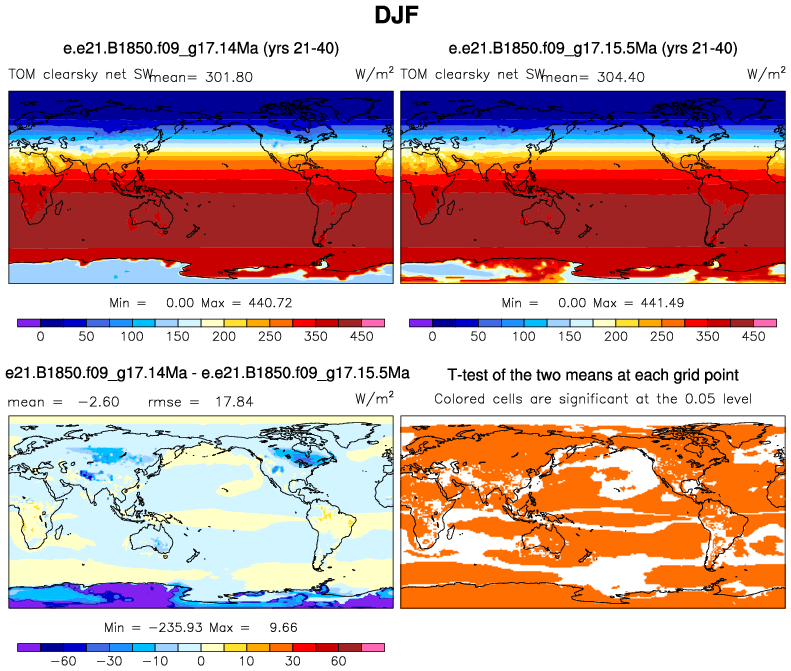 DJF
e.e21.B1850.f09_g17.14Ma (yrs 21-40)
TOM clearsky net SW mean= 301.80 W/m²
e.e21.B1850.f09_g17.15.5Ma (yrs 21-40)
TOM clearsky net SW mean= 304.40 W/m²
Min = 0.00 Max = 440.72
0 50 100 150 200 250 300 350 450
Min = 0.00 Max = 441.49
0 50 100 150 200 250 300 350 450
e21.B1850.f09_g17.14Ma - e.e21.B1850.f09_g17.15.5Ma
mean = -2.60 rmse = 17.84 W/m²
T-test of the two means at each grid point
Colored cells are significant at the 0.05 level
Min = -235.93 Max = 9.66
-60 -30 -10 0 10 30 60